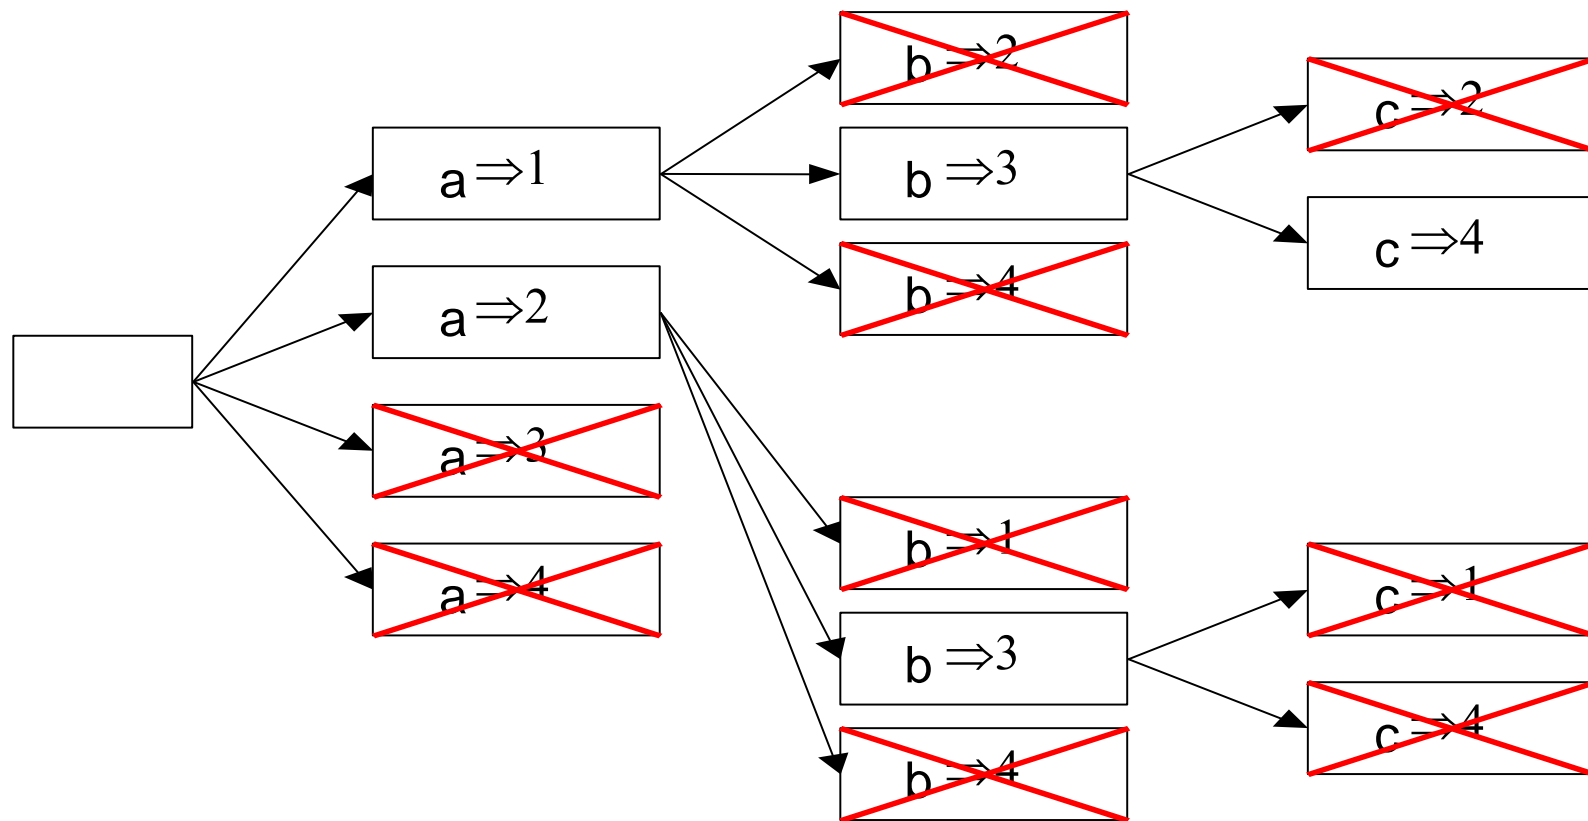 b ⇒2
c ⇒2
a ⇒1
b ⇒3
c ⇒4
b ⇒4
a ⇒2
a ⇒3
b ⇒1
a ⇒4
c ⇒1
b ⇒3
c ⇒4
b ⇒4